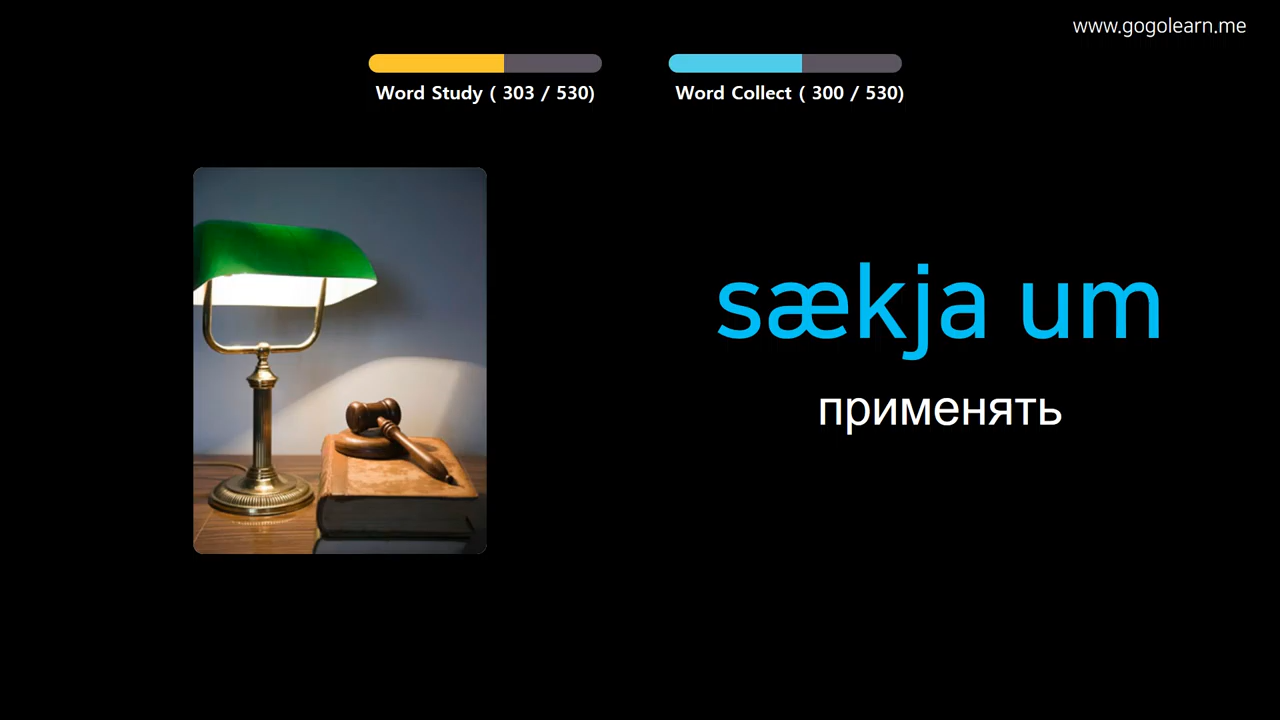 www.gogolearn.me
Word Study ( 303 / 530)
Word Collect ( 300 / 530)
sækja um
применять